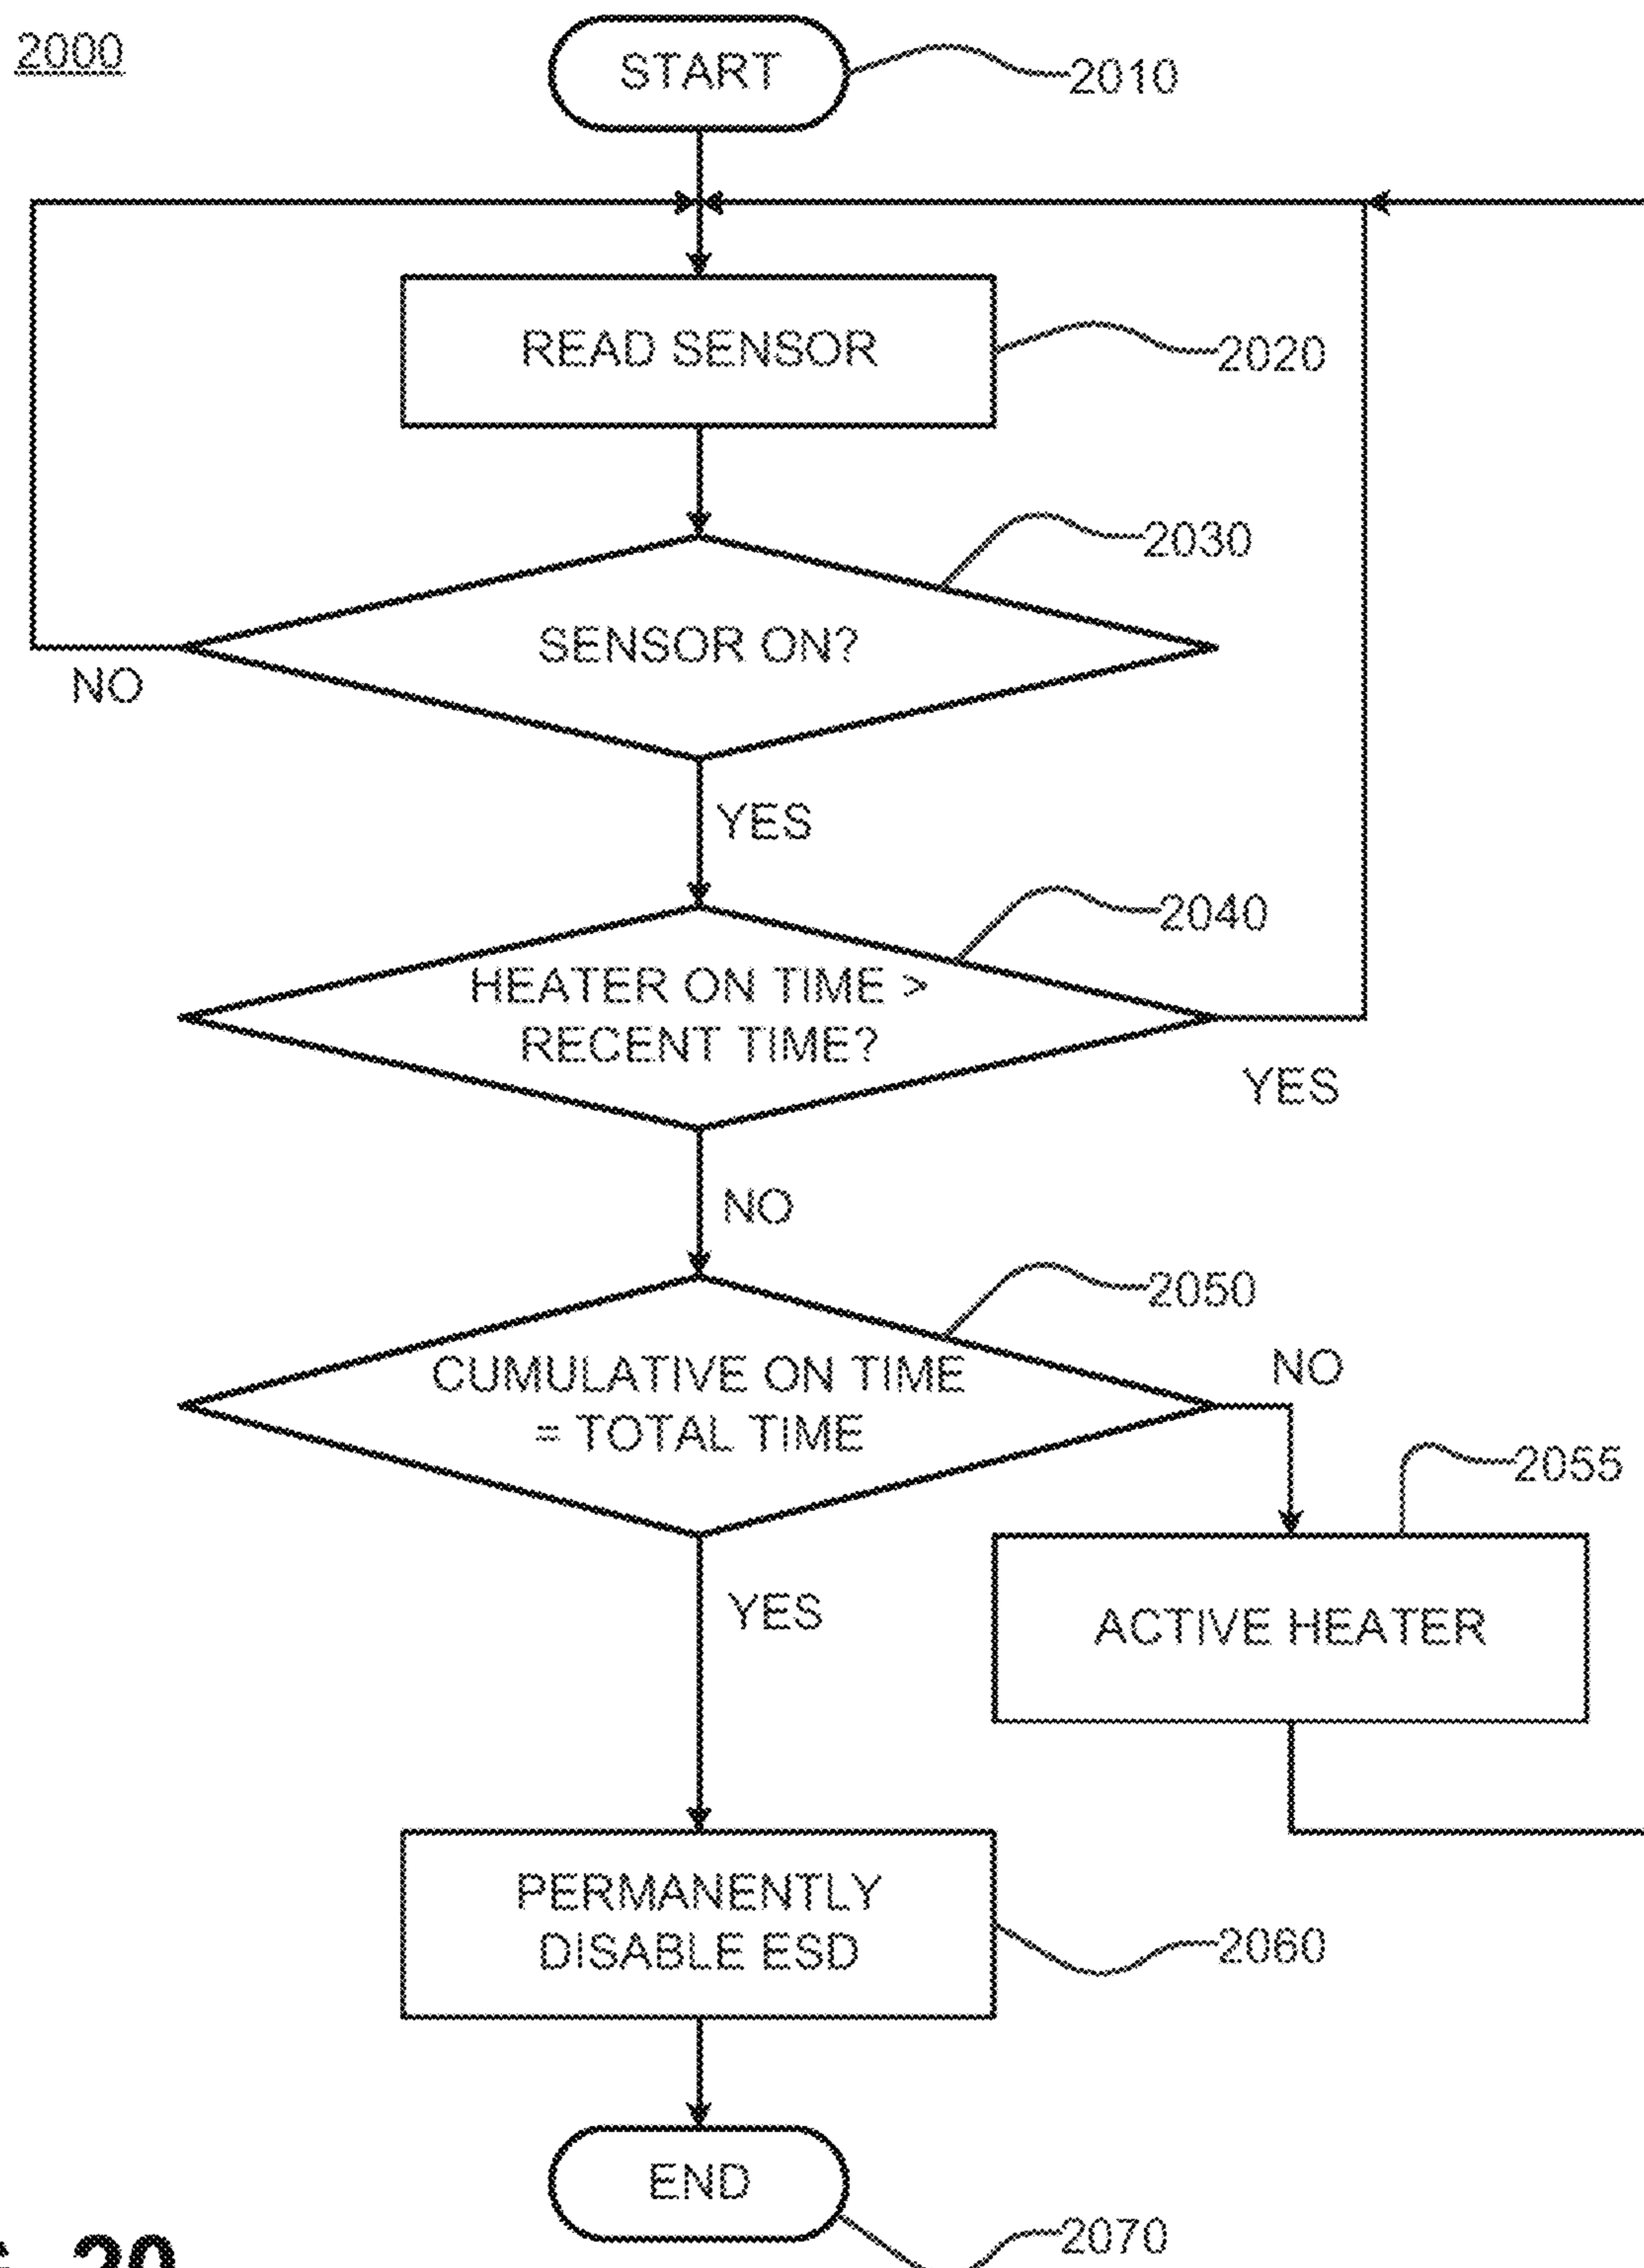 2000
START
2010
READ SENSOR
2020
2030
SENSOR ON?
NO
YES
2040
HEATER ON TIME >
RECENT TIME?
YES
NO
2050
CUMULATIVE ON TIME
= TOTAL TIME
NO
2055
YES
ACTIVE HEATER
PERMANENTLY
DISABLE ESD
2060
END
2070
20